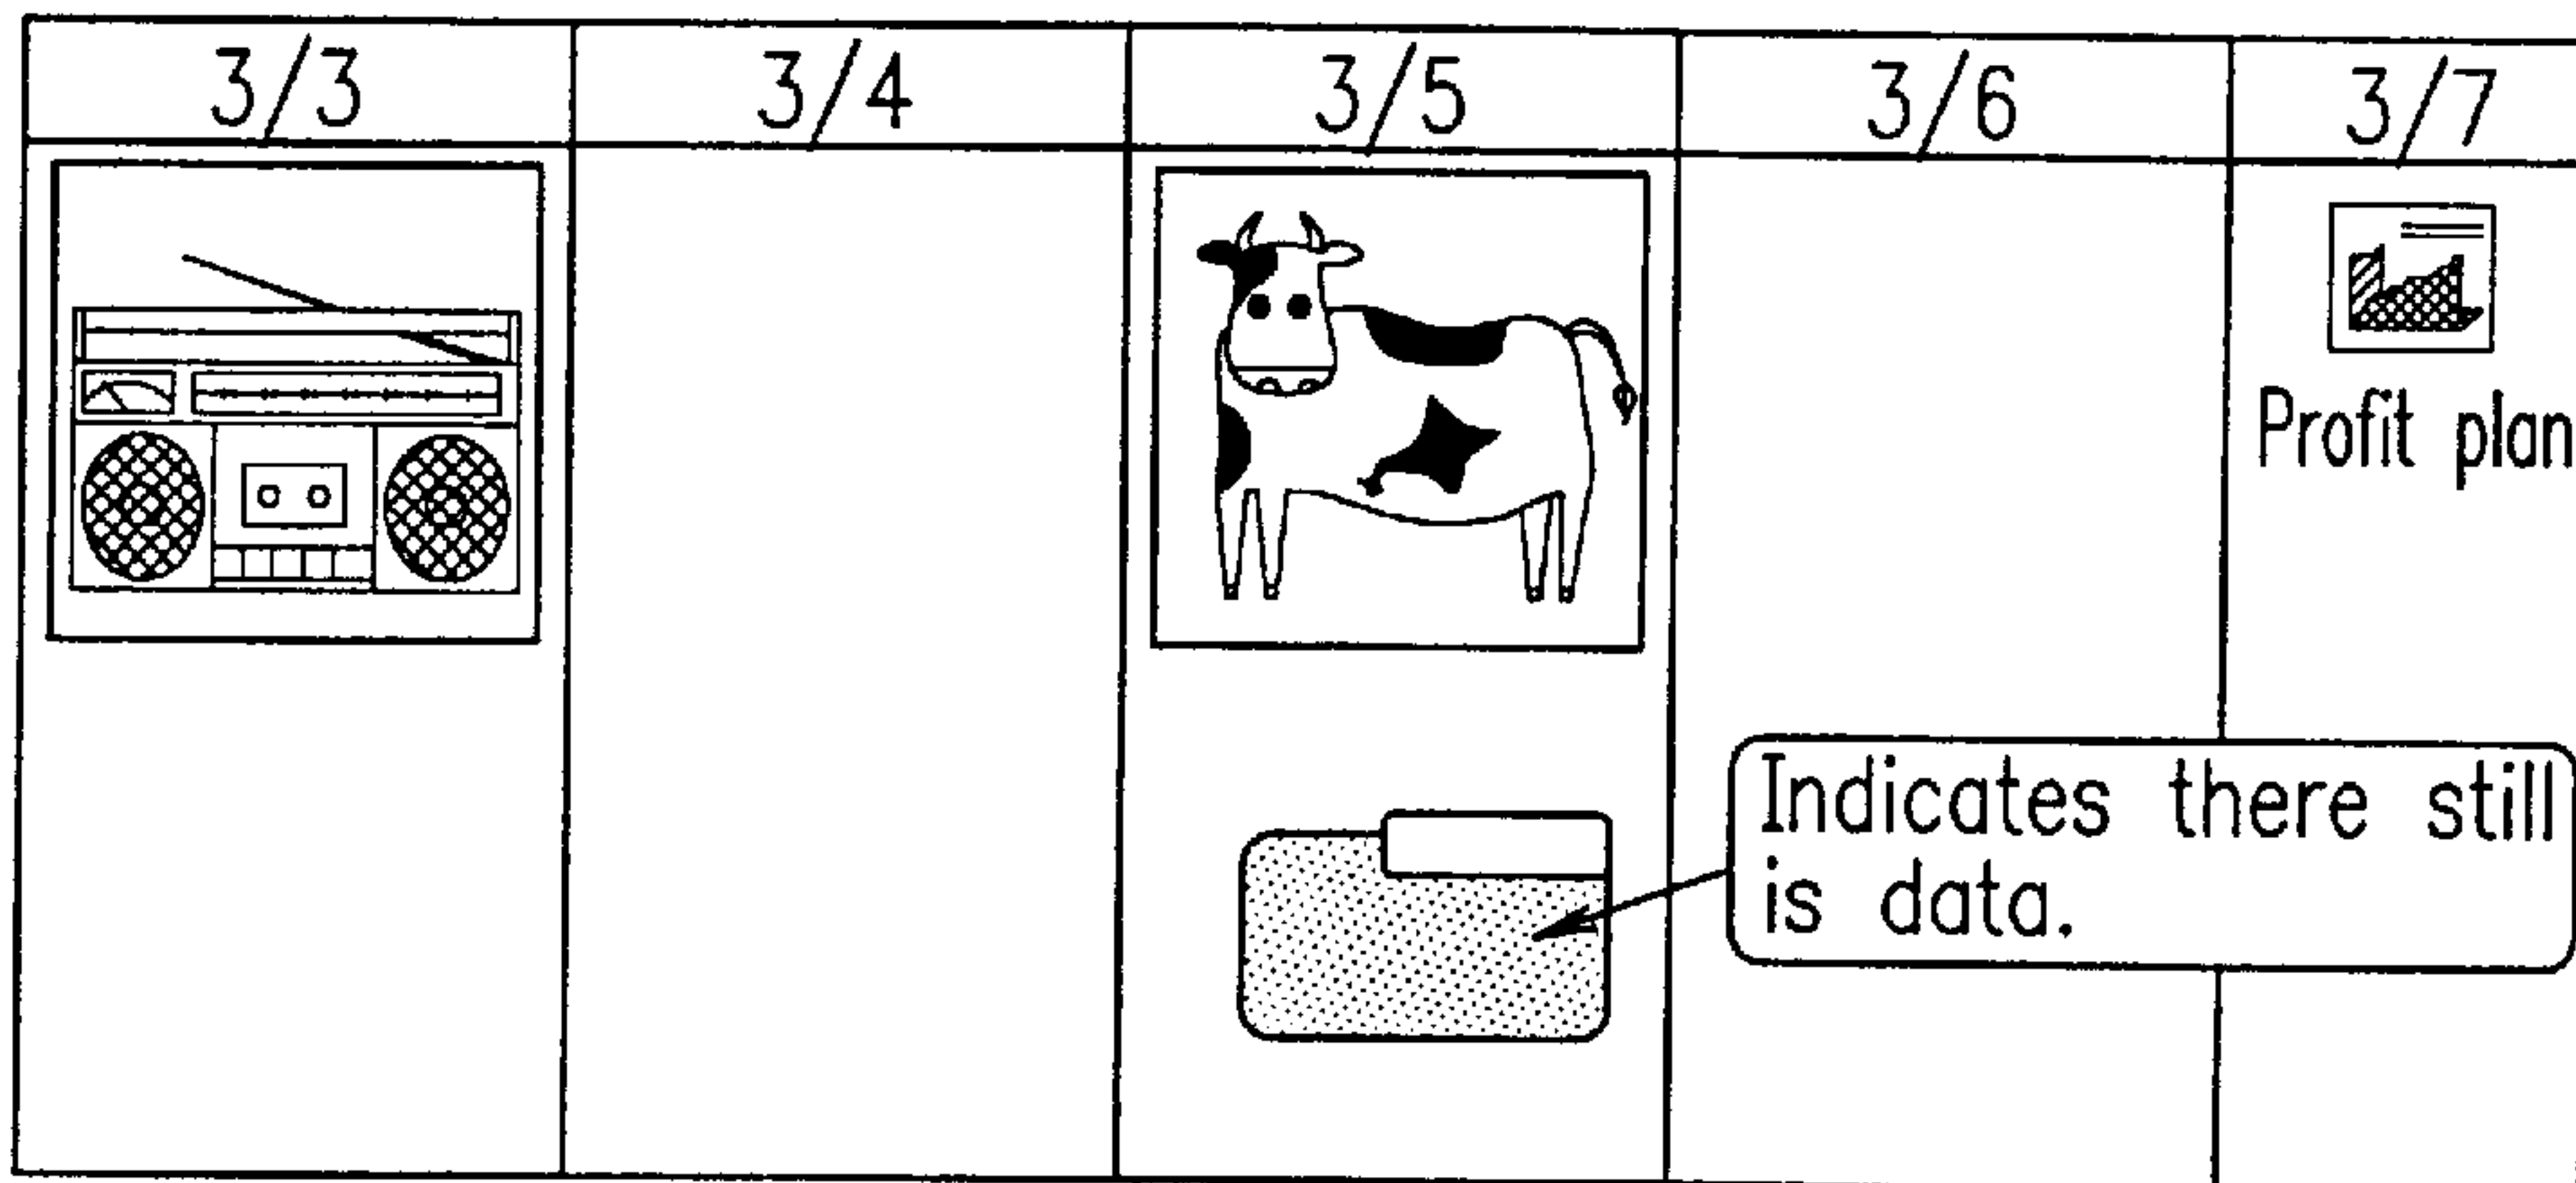 3/3 3/4 3/5 3/6 3/7
Profit plan
Indicates there still
is data.